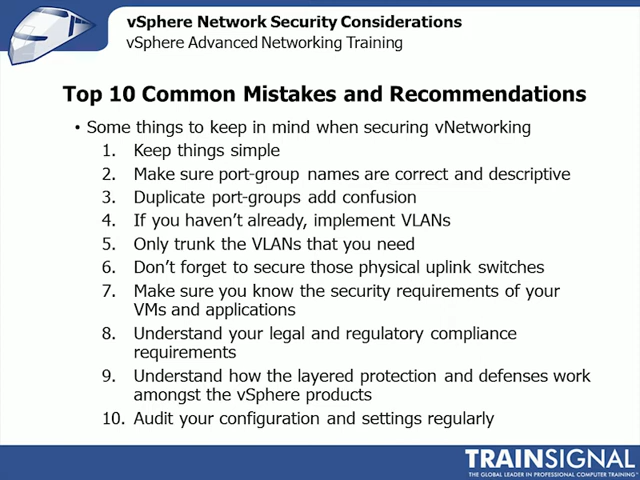 vSphere Network Security Considerations
vSphere Advanced Networking Training
Top 10 Common Mistakes and Recommendations
• Some things to keep in mind when securing vNetworking
1. Keep things simple
2. Make sure port-group names are correct and descriptive
3. Duplicate port-groups add confusion
4. If you haven't already, implement VLANs
5. Only trunk the VLANs that you need
6. Don't forget to secure those physical uplink switches
7. Make sure you know the security requirements of your
VMs and applications
8. Understand your legal and regulatory compliance
requirements
9. Understand how the layered protection and defenses work
amongst the vSphere products
10. Audit your configuration and settings regularly
TRAINSIGNAL
THE GLOBAL LEADER IN PROFESSIONAL COMPUTER TRAINING